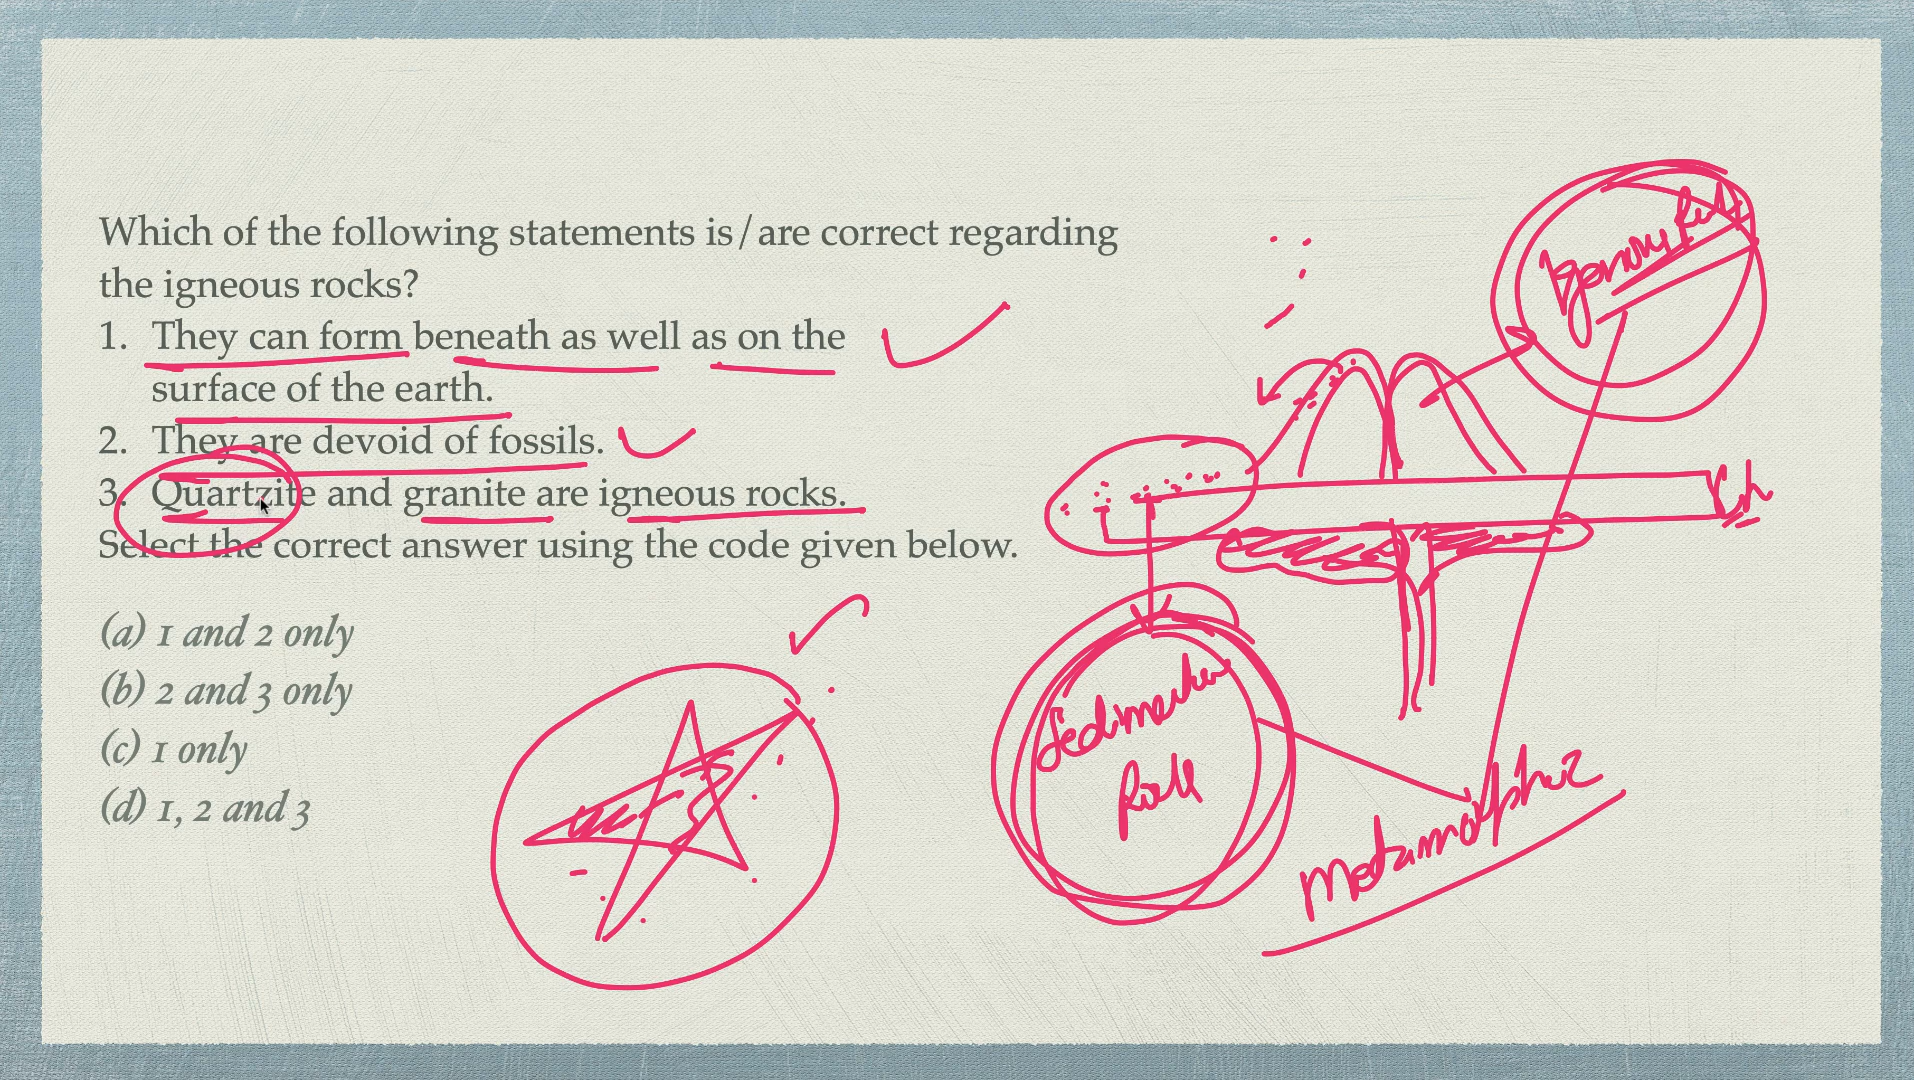 Which of the following statements is/are correct regarding
the igneous rocks?
1. They can form beneath as well as on the
surface of the earth.
2. They are devoid of fossils.
3. Quartzite and granite are igneous rocks.
Select the correct answer using the code given below.
(a) 1 and 2 only
(b) 2 and 3 only
(c) 1 only
(d) 1, 2 and 3